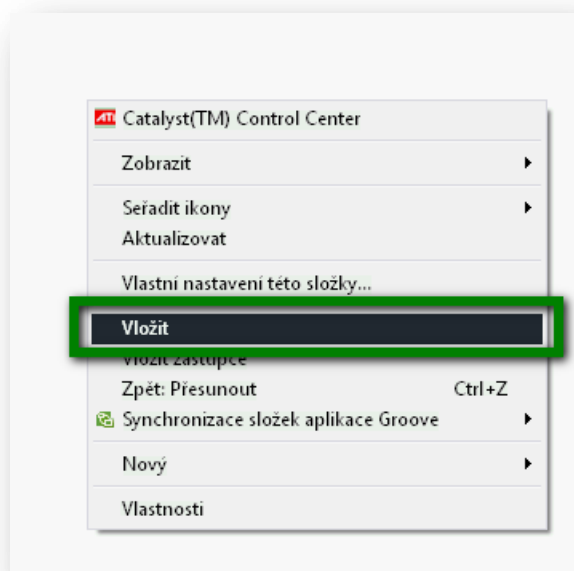 ATI Catalyst(TM) Control Center
Zobrazit
Seřadit ikony
Aktualizovat
Vlastní nastavení této složky...
Vložit
Vložit zástupce
Zpět: Přesunout Ctrl+Z
Synchronizace složek aplikace Groove
Nový
Vlastnosti